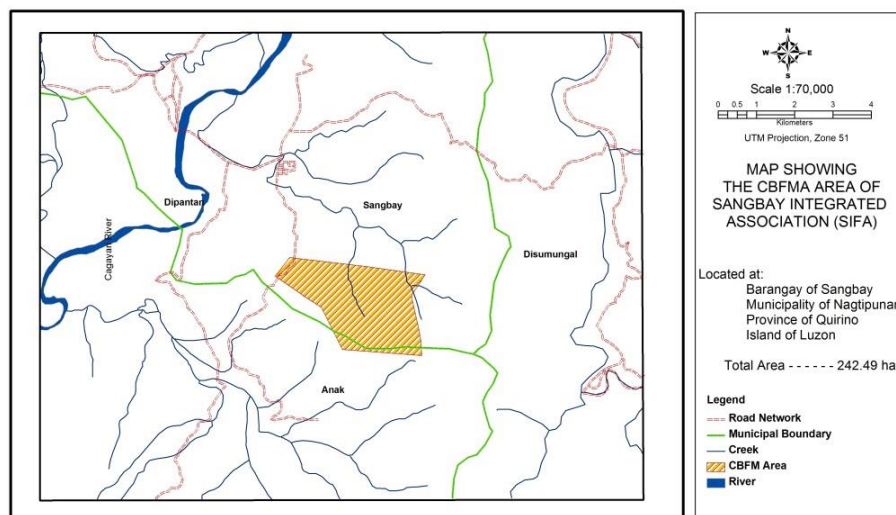 Dipantan
Cagayan River
Sangbay
Disumungal
Anak
N
W E
S
Scale 1:70,000
0 0.5 1 2 3 4
Kilometers
UTM Projection, Zone 51
MAP SHOWING
THE CBFMA AREA OF
SANGBAY INTEGRATED
ASSOCIATION (SIFA)
Located at:
Barangay of Sangbay
Municipality of Nagtipunan
Province of Quirino
Island of Luzon
Total Area - - - - - - 242.49 ha
Legend
Road Network
Municipal Boundary
Creek
CBFM Area
River